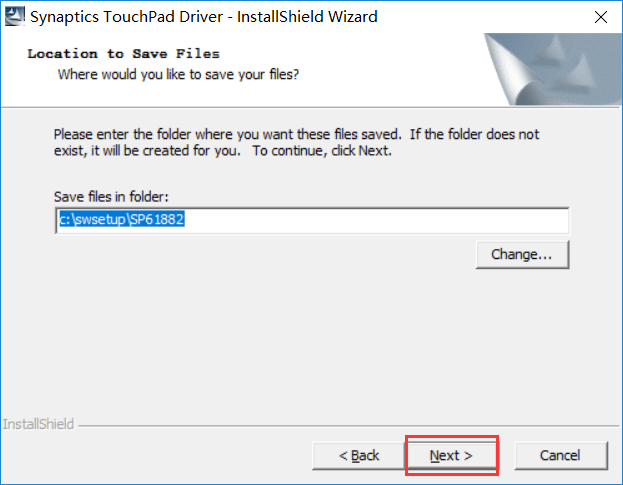 Synaptics TouchPad Driver - InstallShield Wizard
Location to Save Files
Where would you like to save your files?
Please enter the folder where you want these files saved.  If the folder does not
exist, it will be created for you.   To continue, click Next.
Save files in folder:
c:\swsetup\SP61882
Change...
InstallShield
< Back
Next >
Cancel